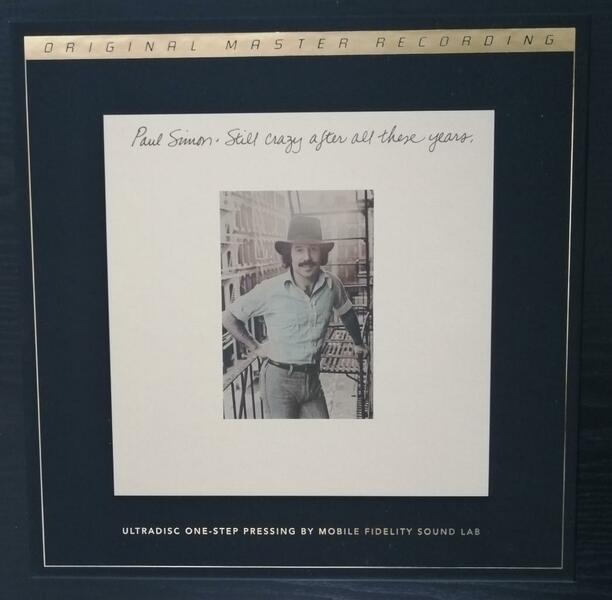 ORIGINAL MASTER RECORDING
Paul Simon · Still crazy after all these years.
ULTRADISC ONE-STEP PRESSING BY MOBILE FIDELITY SOUND LAB